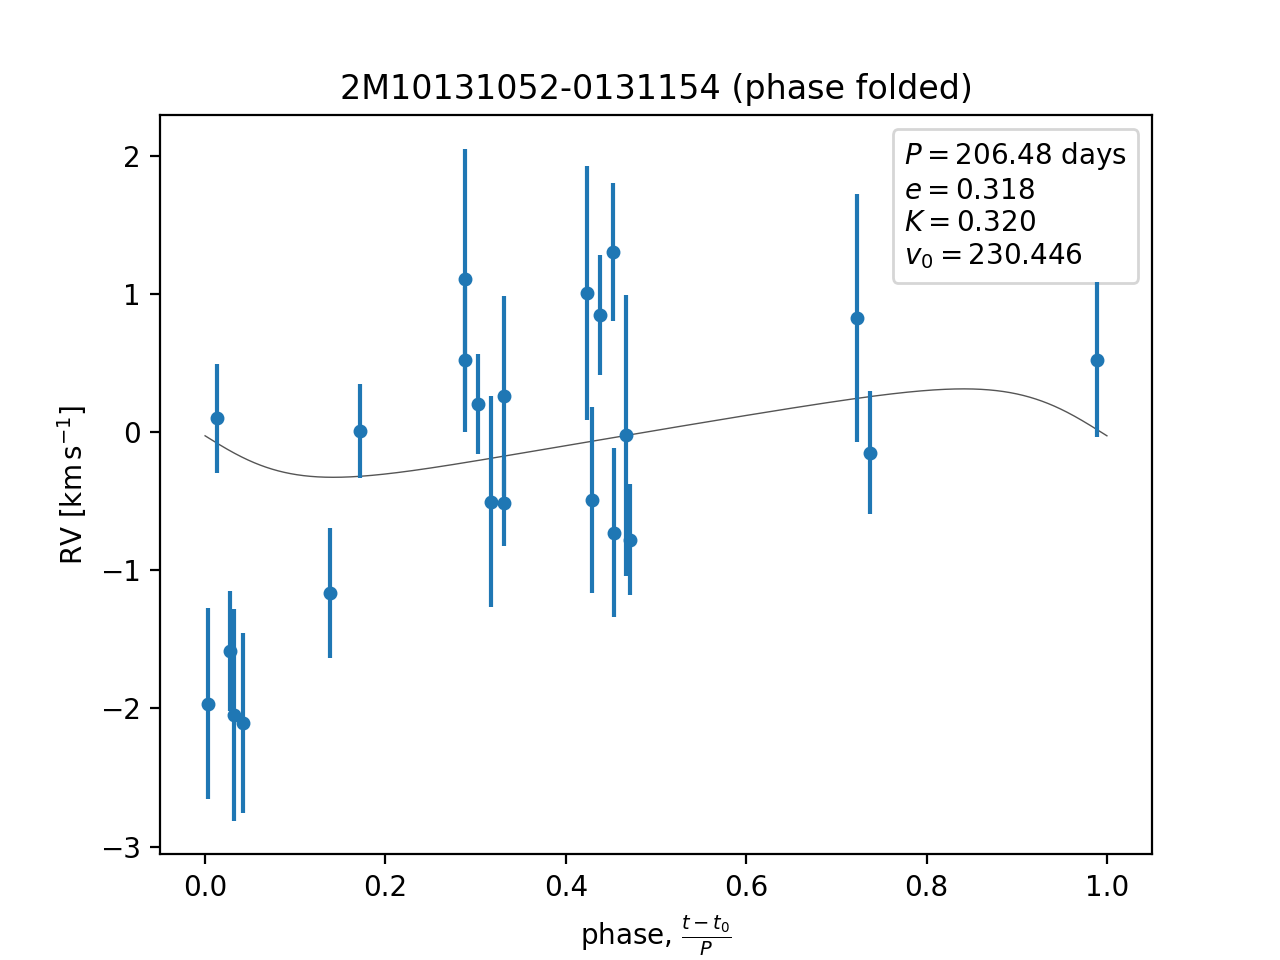 2M10131052-0131154 (phase folded)
P = 206.48 days
e = 0.318
K = 0.320
v₀ = 230.446
2
1
0
−1
−2
−3
RV [km s⁻¹]
0.0 0.2 0.4 0.6 0.8 1.0
phase, (t − t₀)/P